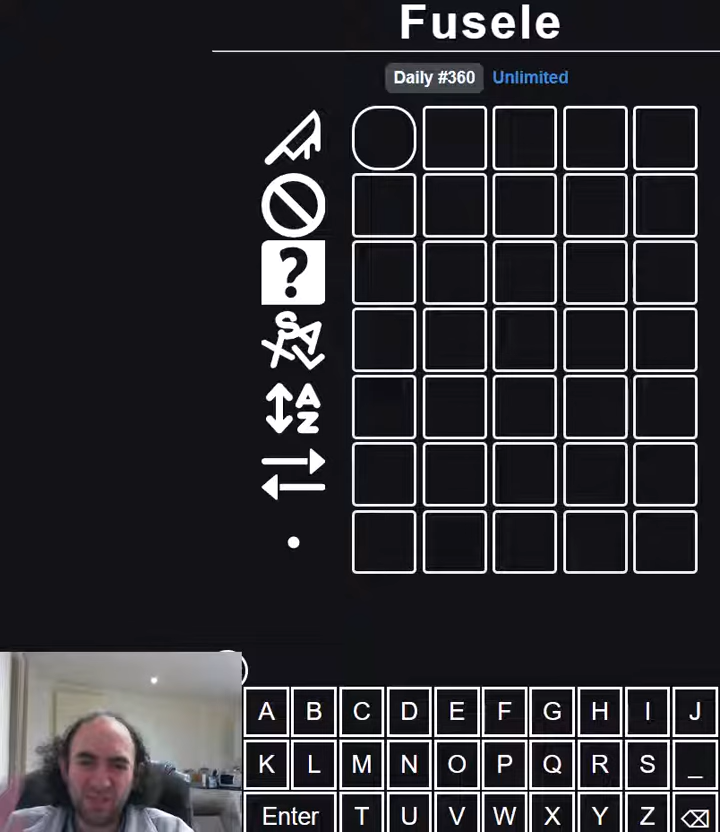 Fusele
Daily #360 Unlimited
?
S
A
Z
A B C D E F G H I J
K L M N O P Q R S _
Enter T U V W X Y Z